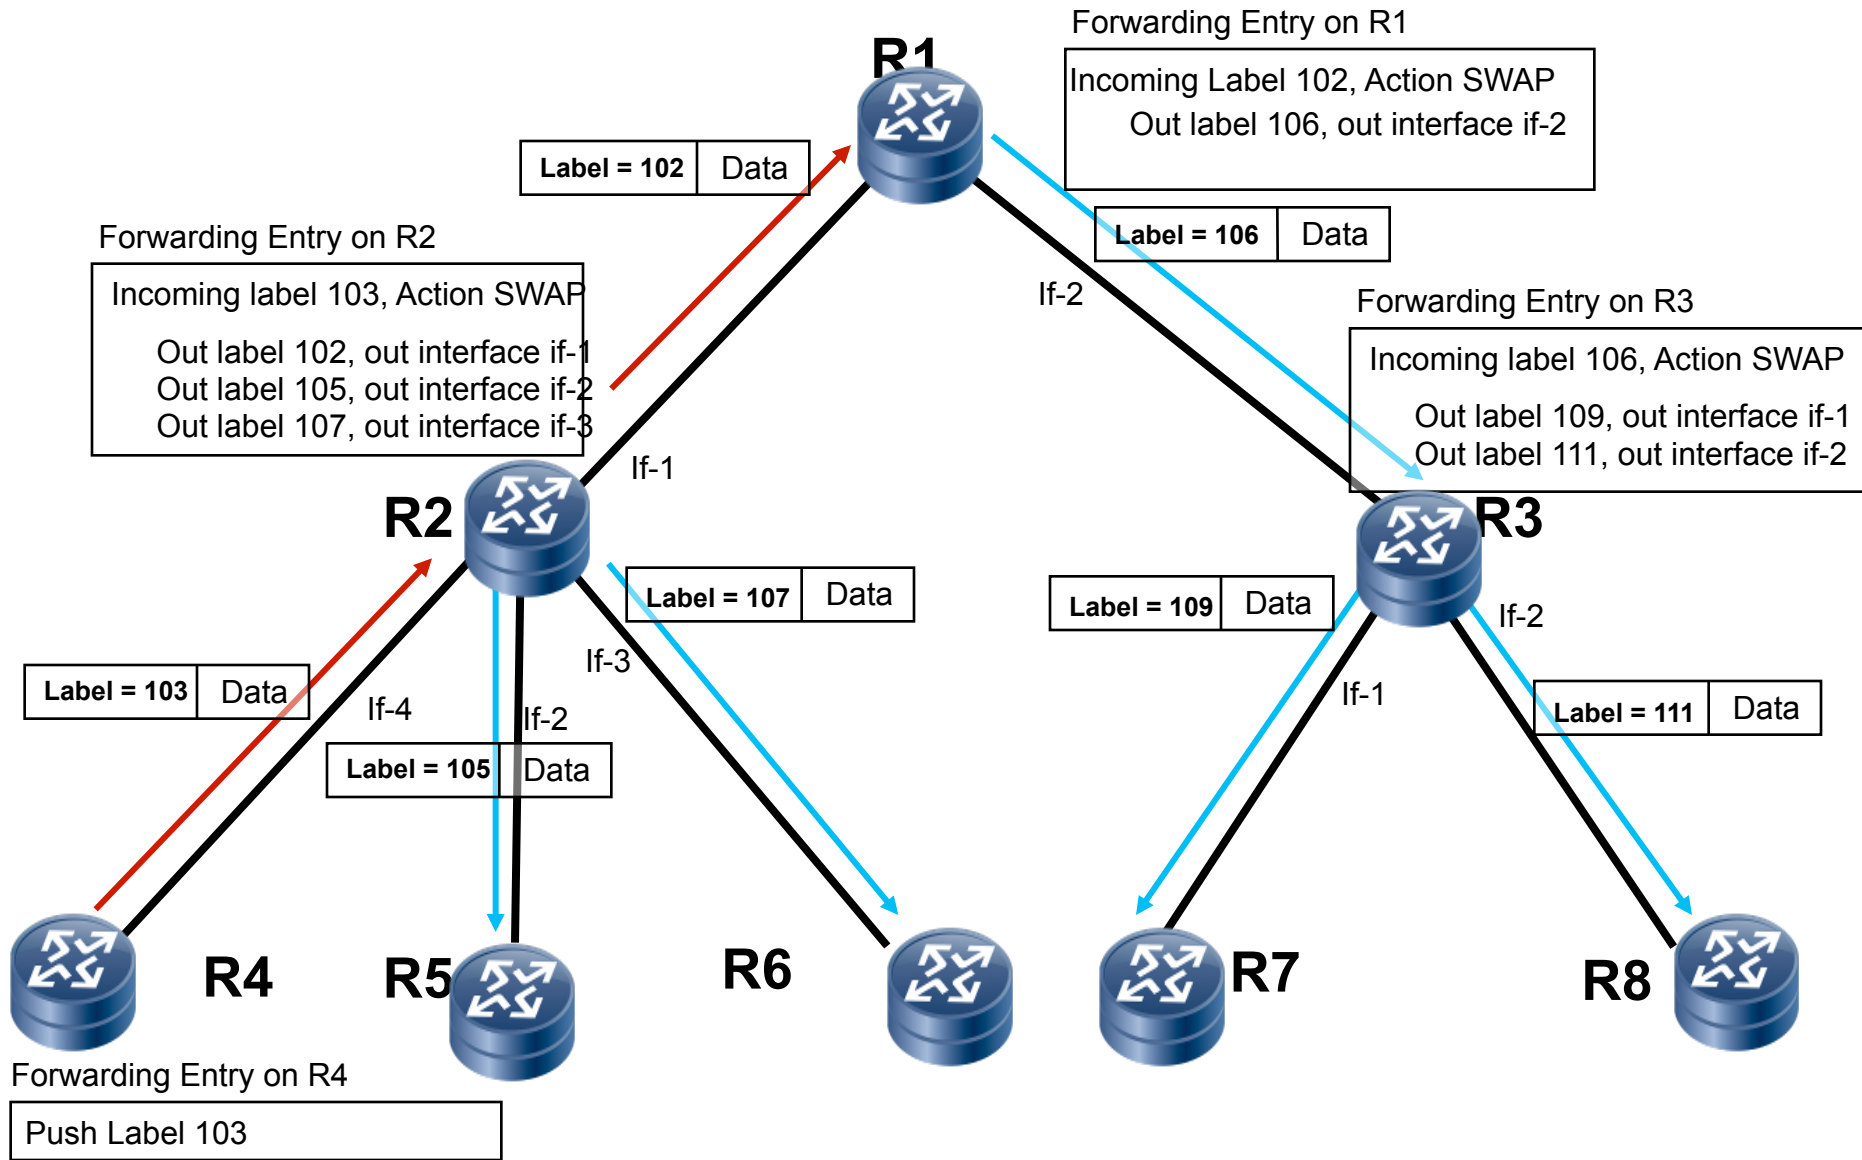 Forwarding Entry on R1
R1
Incoming Label 102, Action SWAP
Out label 106, out interface if-2
Label = 102 Data
Label = 106 Data
Forwarding Entry on R2
Incoming label 103, Action SWAP
Out label 102, out interface if-1
Out label 105, out interface if-2
Out label 107, out interface if-3
If-2
Forwarding Entry on R3
Incoming label 106, Action SWAP
Out label 109, out interface if-1
Out label 111, out interface if-2
If-1
R2
R3
Label = 107 Data
Label = 109 Data
If-2
If-3
Label = 103 Data
If-4
If-2
If-1
Label = 111 Data
Label = 105 Data
R4
R5
R6
R7
R8
Forwarding Entry on R4
Push Label 103